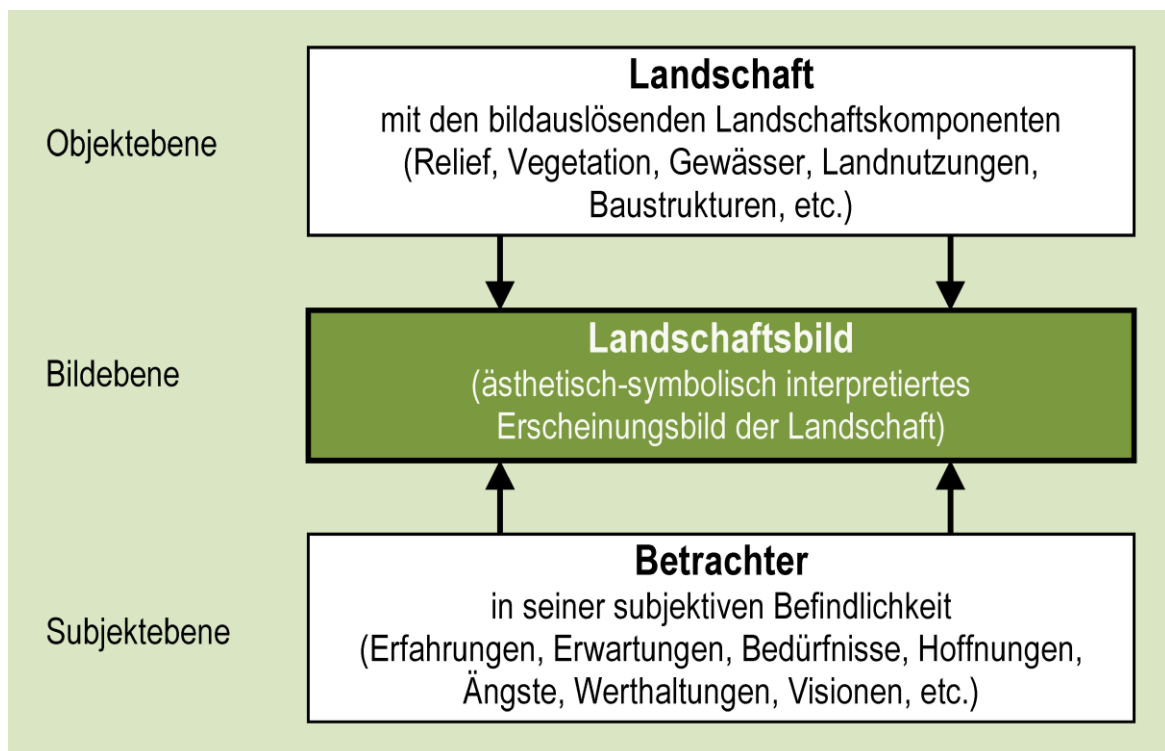 Objektebene
Landschaft
mit den bildauslösenden Landschaftskomponenten
(Relief, Vegetation, Gewässer, Landnutzungen,
Baustrukturen, etc.)
Bildebene
Landschaftsbild
(ästhetisch-symbolisch interpretiertes
Erscheinungsbild der Landschaft)
Subjektebene
Betrachter
in seiner subjektiven Befindlichkeit
(Erfahrungen, Erwartungen, Bedürfnisse, Hoffnungen,
Ängste, Werthaltungen, Visionen, etc.)